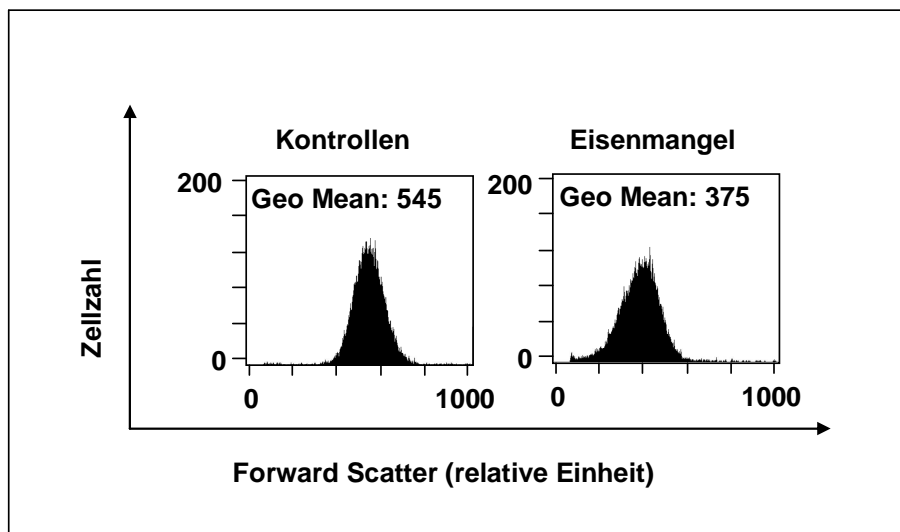 Kontrollen
Eisenmangel
200
Geo Mean: 545
200
Geo Mean: 375
Zellzahl
0
0
0
1000
0
1000
Forward Scatter (relative Einheit)